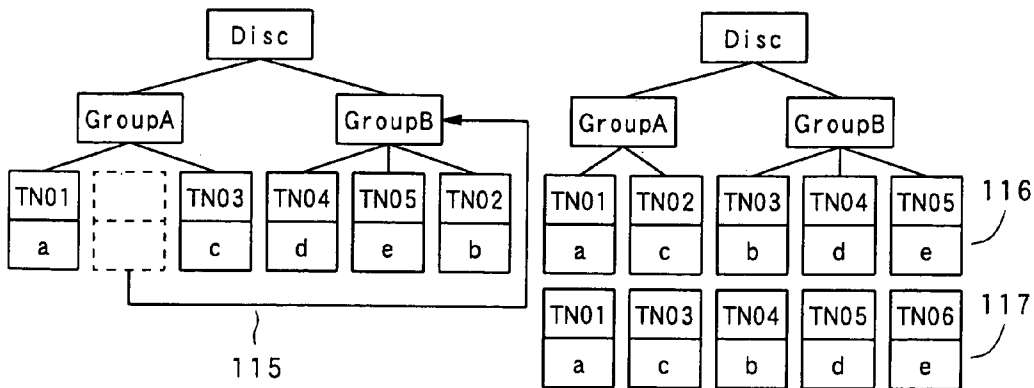 Disc
GroupA GroupB
TN01 TN03 TN04 TN05 TN02
a c d e b
115
Disc
GroupA GroupB
TN01 TN02 TN03 TN04 TN05
a c b d e
116
TN01 TN03 TN04 TN05 TN06
a c b d e
117